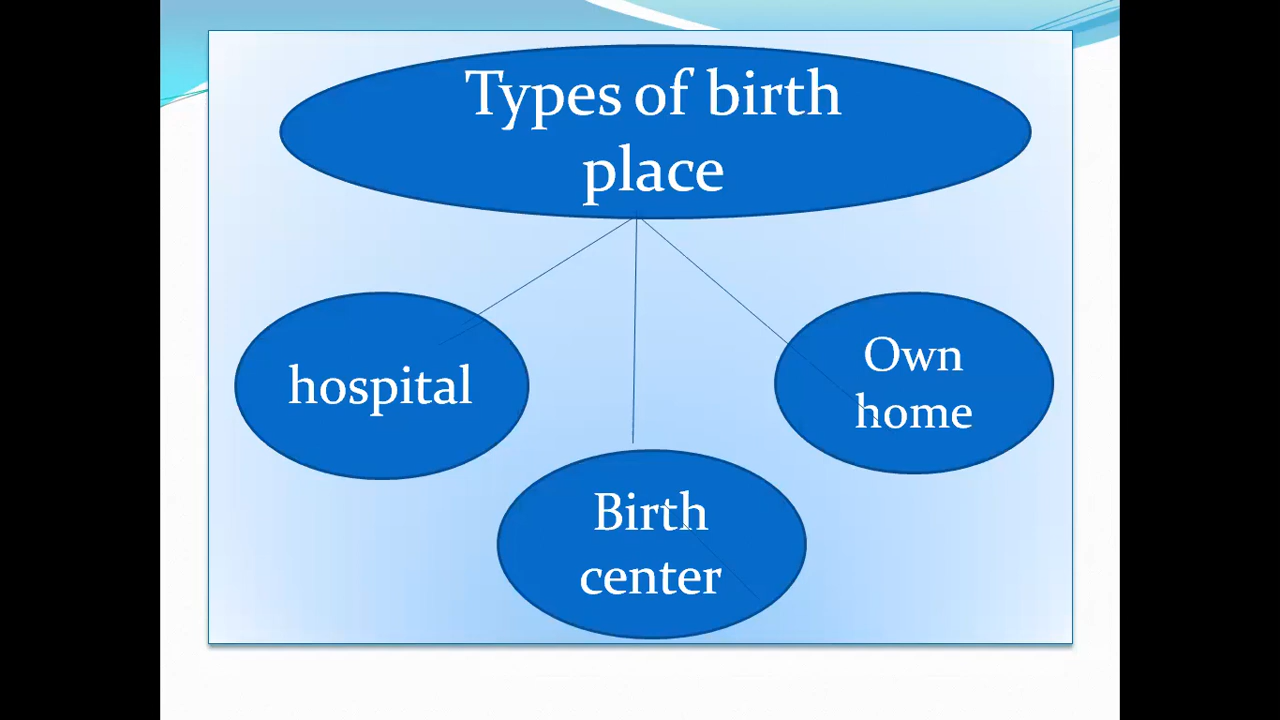 Types of birth
place
hospital
Own
home
Birth
center